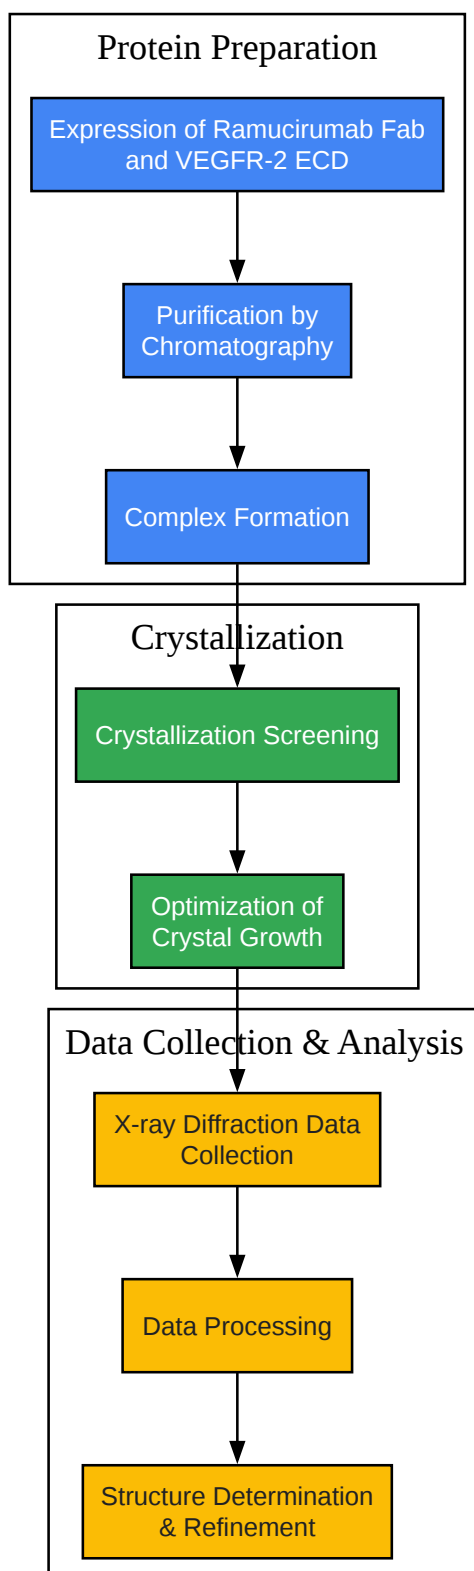 Protein Preparation
Expression of Ramucirumab Fab
and VEGFR-2 ECD
Purification by
Chromatography
Complex Formation
Crystallization
Crystallization Screening
Optimization of
Crystal Growth
Data Collection & Analysis
X-ray Diffraction Data
Collection
Data Processing
Structure Determination
& Refinement